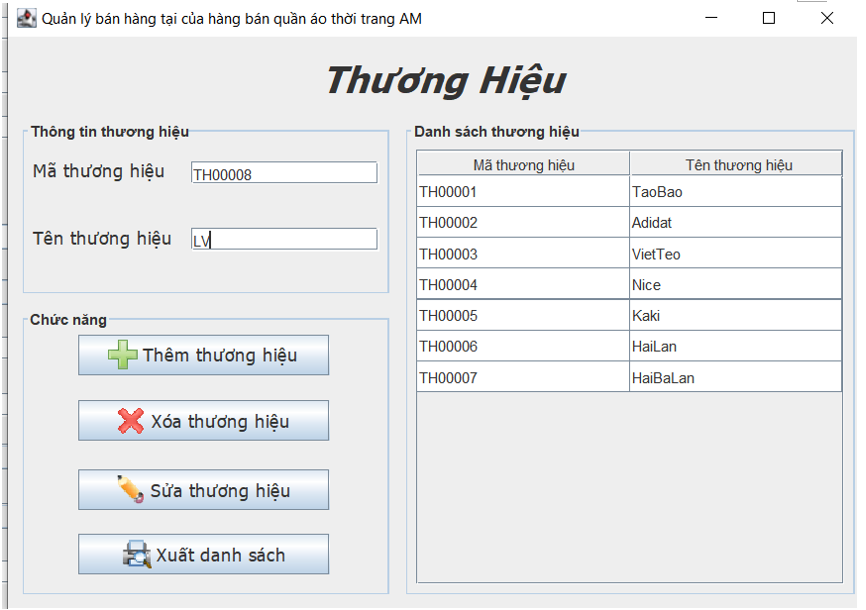 Quản lý bán hàng tại của hàng bán quần áo thời trang AM
Thương Hiệu
Thông tin thương hiệu
Mã thương hiệu TH00008
Tên thương hiệu LV
Chức năng
Thêm thương hiệu
Xóa thương hiệu
Sửa thương hiệu
Xuất danh sách
Danh sách thương hiệu
Mã thương hiệu Tên thương hiệu
TH00001 TaoBao
TH00002 Adidat
TH00003 VietTeo
TH00004 Nice
TH00005 Kaki
TH00006 HaiLan
TH00007 HaiBaLan